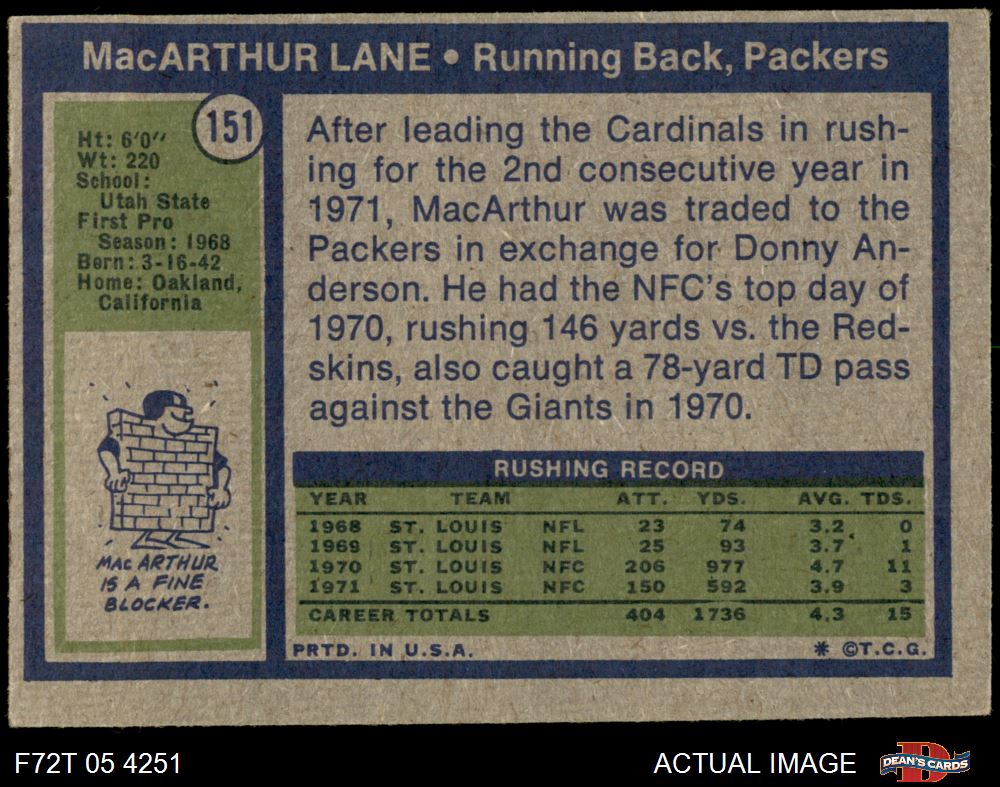 MacARTHUR LANE • Running Back, Packers
151
Ht: 6'0''
Wt: 220
School:
Utah State
First Pro
Season: 1968
Born: 3-16-42
Home: Oakland,
California
MAC ARTHUR
IS A FINE
BLOCKER.
After leading the Cardinals in rush-
ing for the 2nd consecutive year in
1971, MacArthur was traded to the
Packers in exchange for Donny An-
derson. He had the NFC's top day of
1970, rushing 146 yards vs. the Red-
skins, also caught a 78-yard TD pass
against the Giants in 1970.
RUSHING RECORD
YEAR TEAM ATT. YDS. AVG. TDS.
1968 ST. LOUIS NFL 23 74 3.2 0
1969 ST. LOUIS NFL 25 93 3.7 1
1970 ST. LOUIS NFC 206 977 4.7 11
1971 ST. LOUIS NFC 150 592 3.9 3
CAREER TOTALS 404 1736 4.3 15
PRTD. IN U.S.A. * ©T.C.G.
F72T 05 4251 ACTUAL IMAGE DEAN'S CARDS